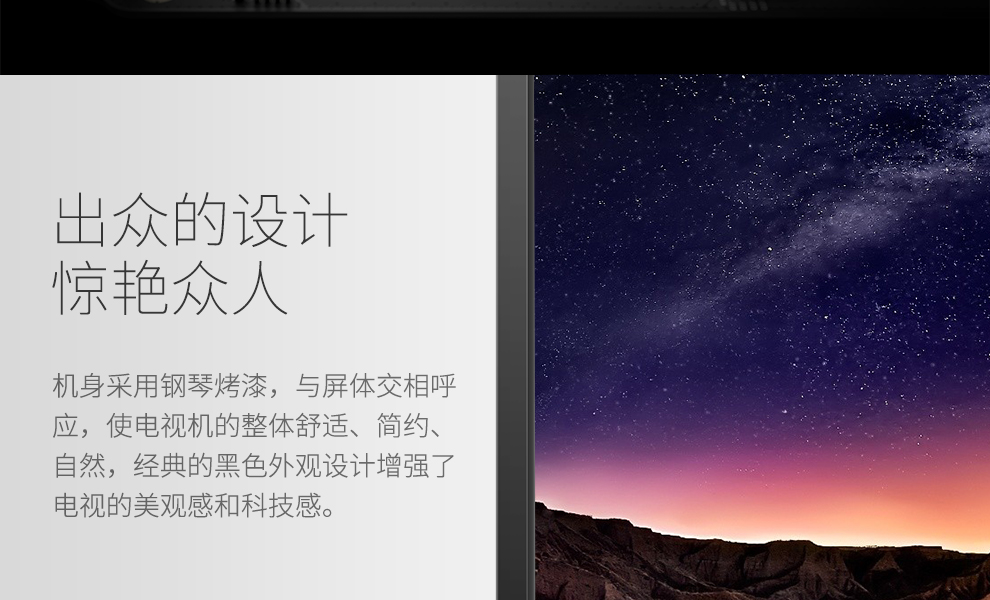 出众的设计
惊艳众人
机身采用钢琴烤漆，与屏体交相呼
应，使电视机的整体舒适、简约、
自然，经典的黑色外观设计增强了
电视的美观感和科技感。